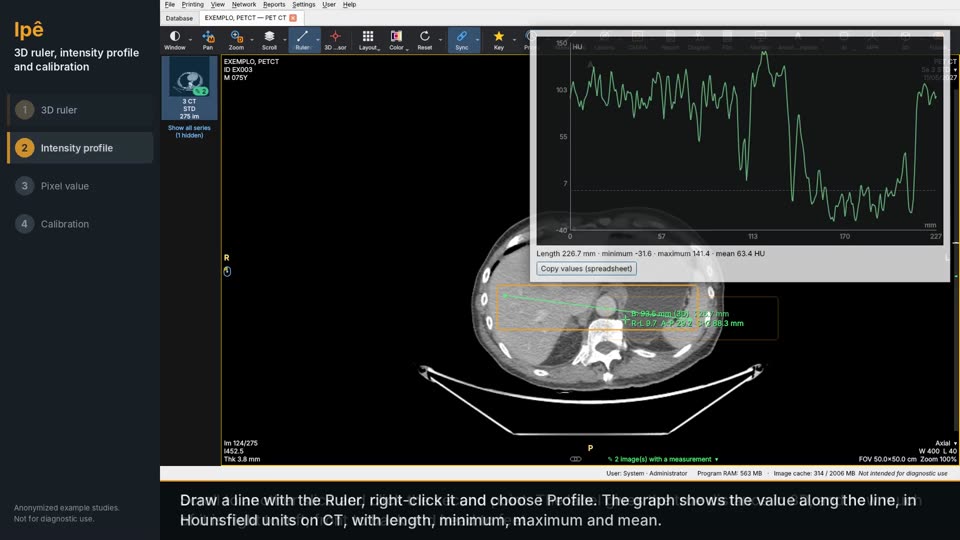 Ipê
3D ruler, intensity profile
and calibration
1 3D ruler
2 Intensity profile
3 Pixel value
4 Calibration
Anonymized example studies.
Not for diagnostic use.
File Printing View Network Reports Settings User Help
Database EXEMPLO, PETCT — PET CT
Window Pan Zoom Scroll Ruler 3D ...sor Layout Color Reset Sync Key
3 CT
STD
275 im
Show all series
(1 hidden)
EXEMPLO, PETCT
ID EX003
M 075Y
R
HU
150
103
55
7
-40
0 57 113 170 227
mm
Length 226.7 mm · minimum -31.6 · maximum 141.4 · mean 63.4 HU
Copy values (spreadsheet)
Im 124/275
I452.5
Thk 3.8 mm
P
2 image(s) with a measurement
Axial
W 400 L 40
FOV 50.0x50.0 cm Zoom 100%
User: System · Administrator Program RAM: 563 MB · Image cache: 314 / 2006 MB Not intended for diagnostic use
Draw a line with the Ruler, right-click it and choose Profile. The graph shows the value along the line, in
Hounsfield units on CT, with length, minimum, maximum and mean.